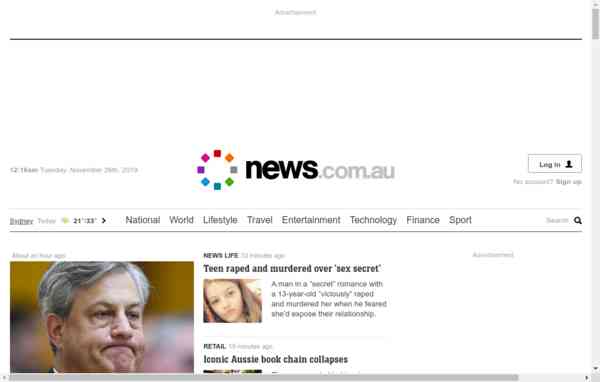 Advertisement
12:16am Tuesday, November 26th, 2019
news.com.au
Log in
No account? Sign up
Sydney Today 21°/33°
National World Lifestyle Travel Entertainment Technology Finance Sport
Search
About an hour ago
NEWS LIFE 12 minutes ago
Advertisement
Teen raped and murdered over ‘sex secret’
A man in a “secret” romance with
a 13-year-old “viciously” raped
and murdered her when he feared
she’d expose their relationship.
RETAIL 19 minutes ago
Iconic Aussie book chain collapses